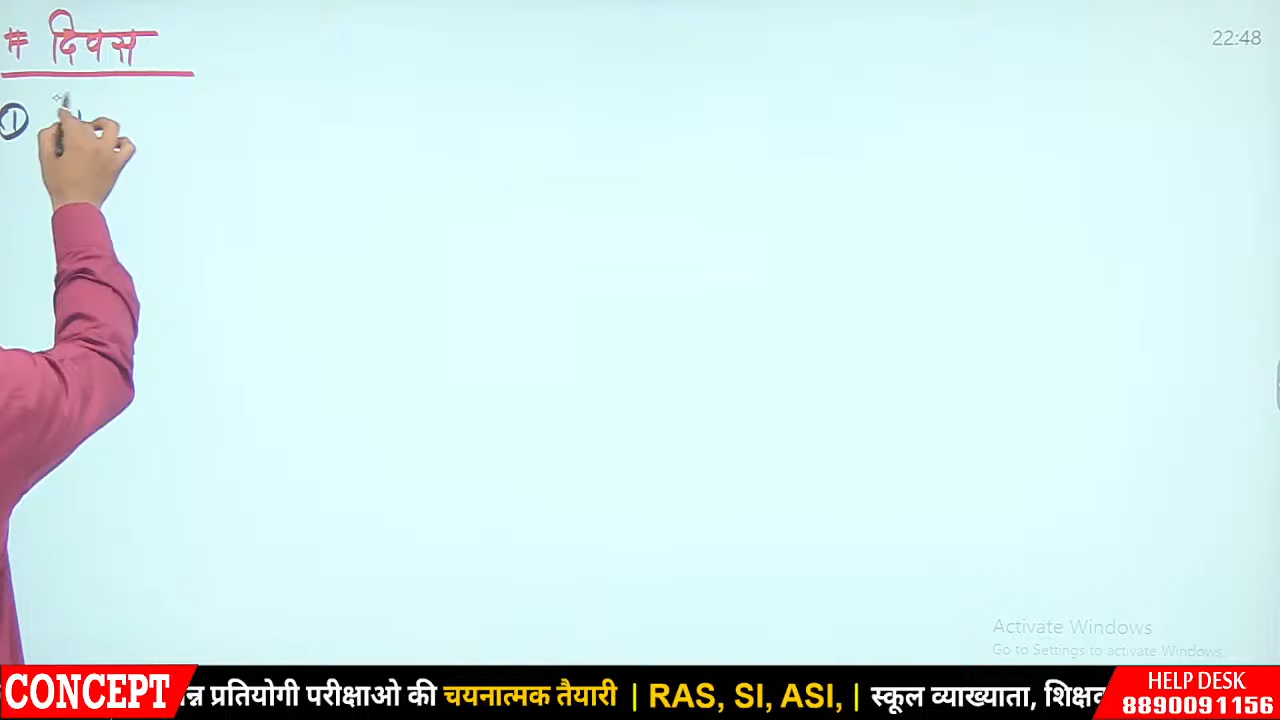 # दिवस
22:48
①
Activate Windows
Go to Settings to activate Windows.
CONCEPT
न्न प्रतियोगी परीक्षाओ की चयनात्मक तैयारी | RAS, SI, ASI, | स्कूल व्याख्याता, शिक्षक
HELP DESK
8890091156